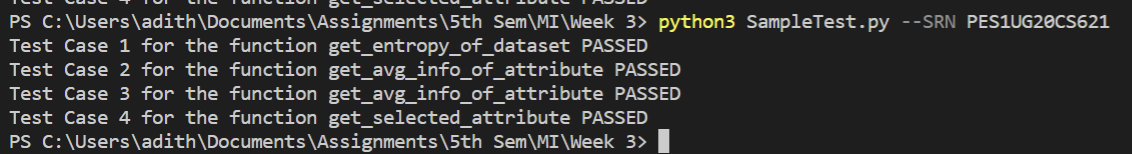 Test Case 4 for the function get_selected_attribute PASSED
PS C:\Users\adith\Documents\Assignments\5th Sem\MI\Week 3> python3 SampleTest.py --SRN PES1UG20CS621
Test Case 1 for the function get_entropy_of_dataset PASSED
Test Case 2 for the function get_avg_info_of_attribute PASSED
Test Case 3 for the function get_avg_info_of_attribute PASSED
Test Case 4 for the function get_selected_attribute PASSED
PS C:\Users\adith\Documents\Assignments\5th Sem\MI\Week 3>